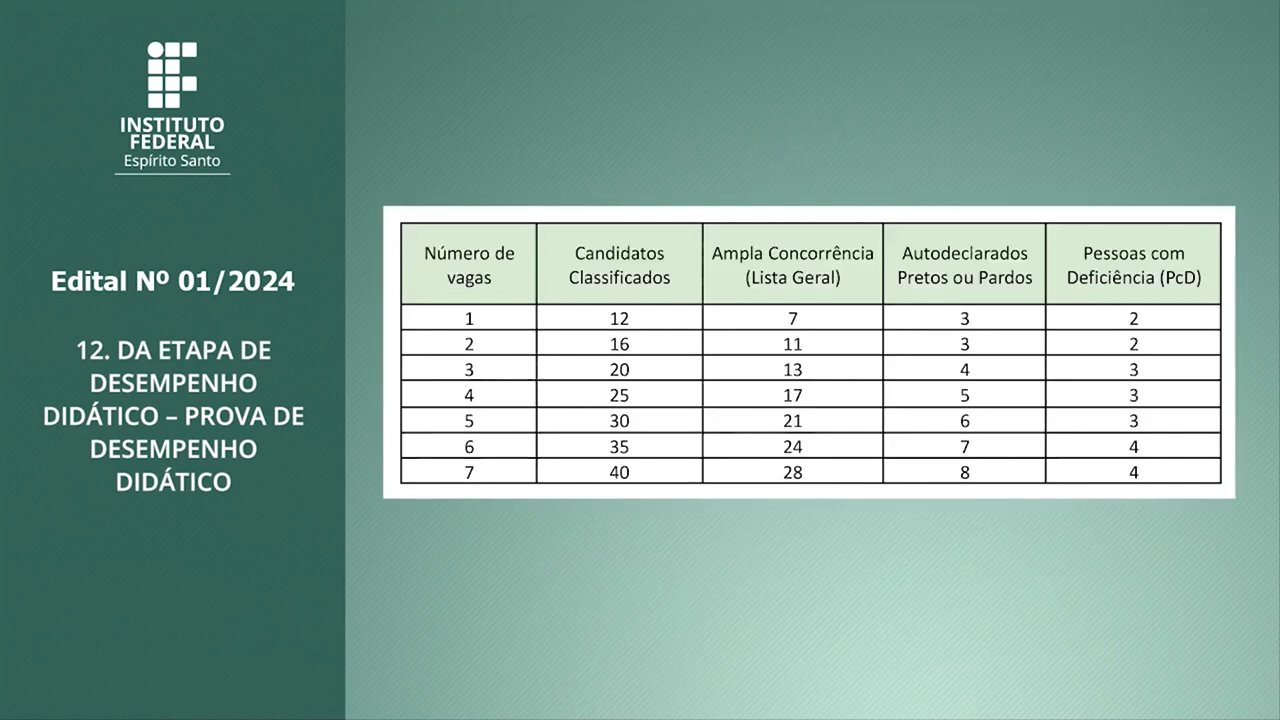 INSTITUTO
FEDERAL
Espírito Santo
Edital Nº 01/2024
12. DA ETAPA DE
DESEMPENHO
DIDÁTICO – PROVA DE
DESEMPENHO
DIDÁTICO
Número de vagas Candidatos Classificados Ampla Concorrência (Lista Geral) Autodeclarados Pretos ou Pardos Pessoas com Deficiência (PcD)
1 12 7 3 2
2 16 11 3 2
3 20 13 4 3
4 25 17 5 3
5 30 21 6 3
6 35 24 7 4
7 40 28 8 4